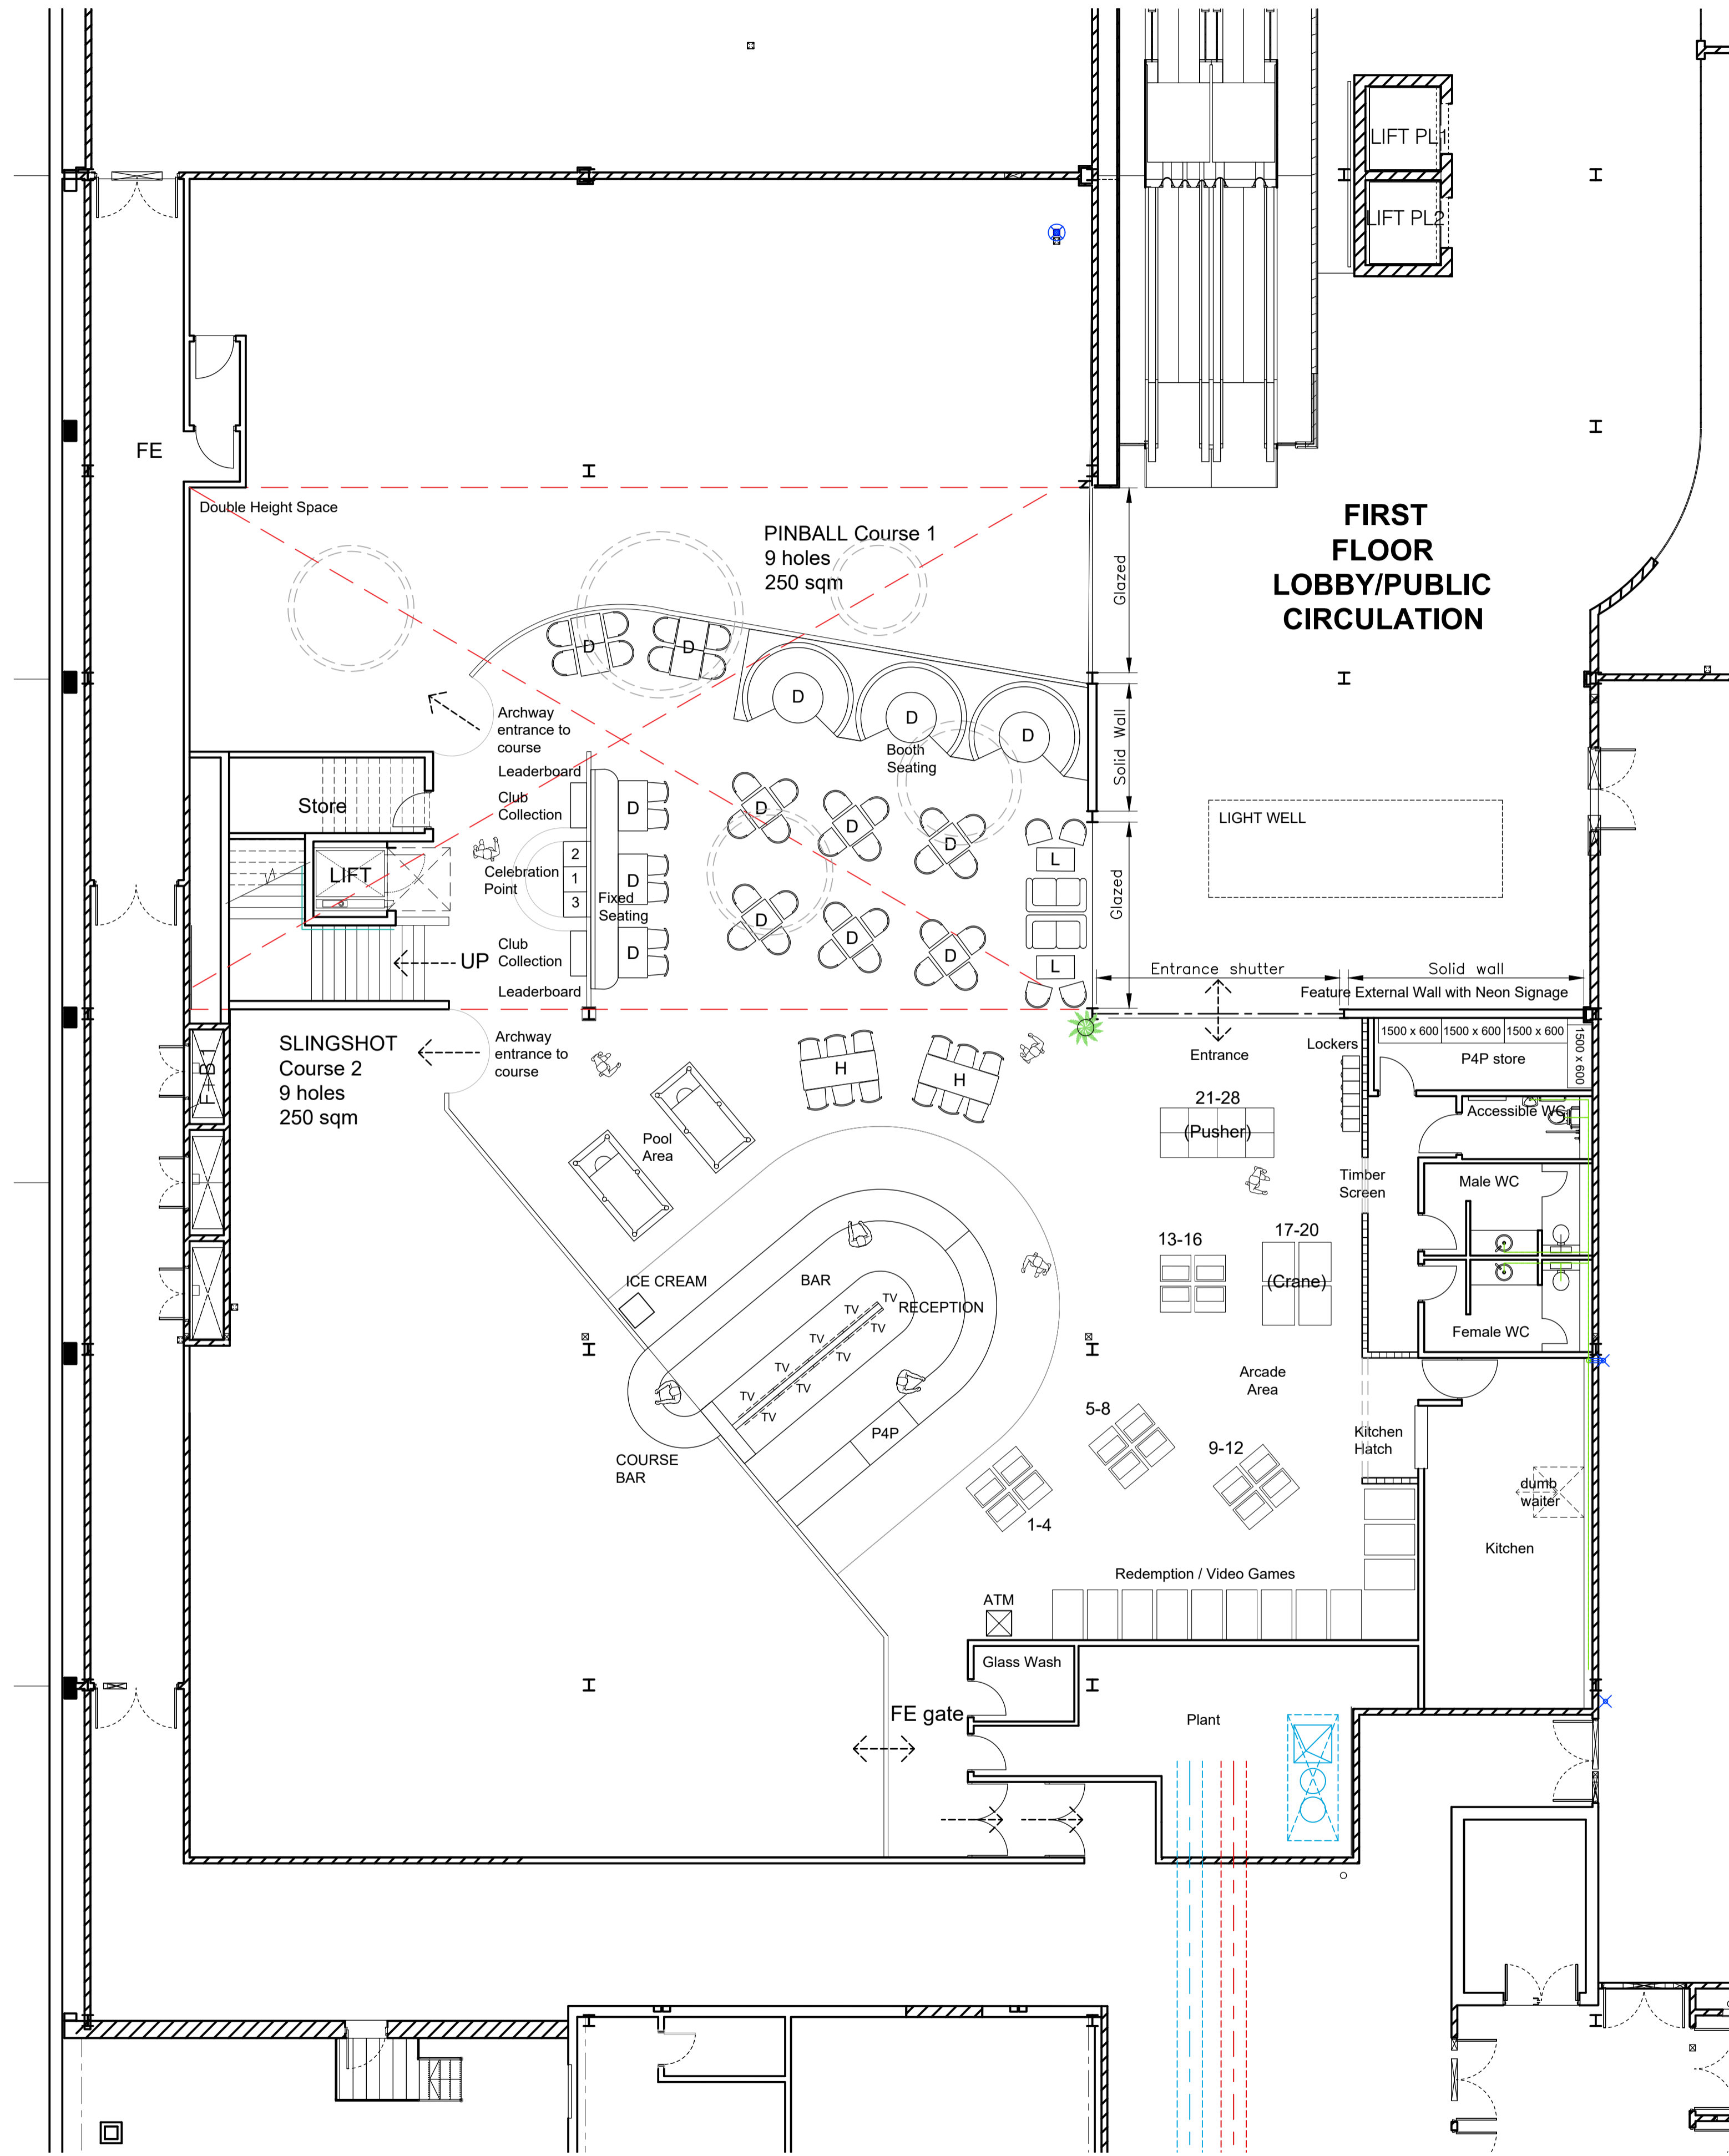 LIFT PL1
LIFT PL2
FE
Double Height Space
PINBALL Course 1
9 holes
250 sqm
Glazed
FIRST
FLOOR
LOBBY/PUBLIC
CIRCULATION
D
D
D
D
D
Archway
entrance to
course
Booth
Seating
Solid Wall
Leaderboard
Club
Collection
Store
D
D
D
D
LIGHT WELL
2
1
3
Celebration
Point
LIFT
D
Fixed
Seating
L
Glazed
D
D
D
UP
Club
Collection
D
L
Leaderboard
Entrance shutter
Solid wall
Feature External Wall with Neon Signage
SLINGSHOT
Course 2
9 holes
250 sqm
Archway
entrance to
course
H
H
Entrance
Lockers
1500 x 600
1500 x 600
1500 x 600
1500 x 600
P4P store
21-28
(Pusher)
Accessible WC
Pool
Area
Timber
Screen
Male WC
13-16
17-20
(Crane)
ICE CREAM
BAR
RECEPTION
TV
TV
TV
TV
TV
TV
TV
TV
TV
Female WC
Arcade
Area
5-8
P4P
9-12
Kitchen
Hatch
COURSE
BAR
dumb
waiter
1-4
Kitchen
Redemption / Video Games
ATM
Glass Wash
FE gate
Plant